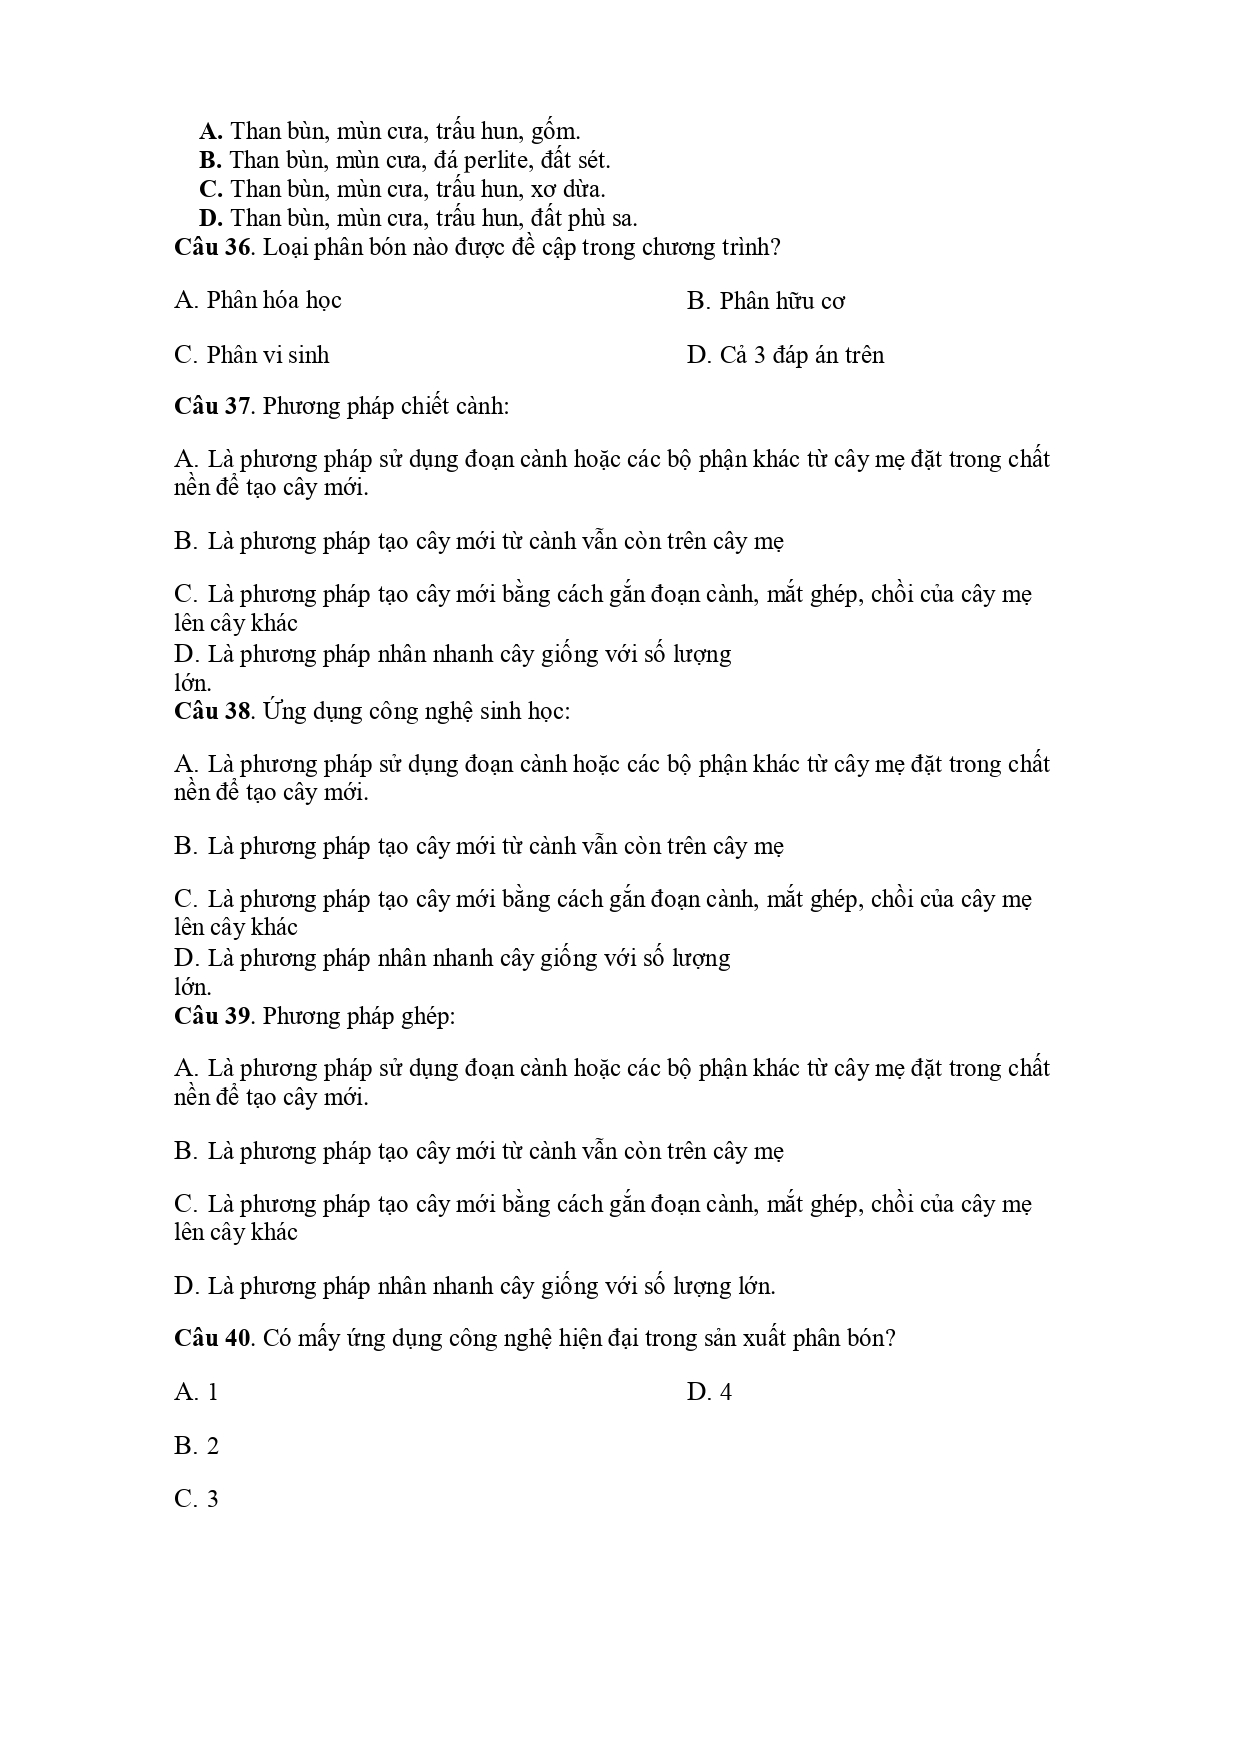 A. Than bùn, mùn cưa, trấu hun, gốm.
B. Than bùn, mùn cưa, đá perlite, đất sét.
C. Than bùn, mùn cưa, trấu hun, xơ dừa.
D. Than bùn, mùn cưa, trấu hun, đất phù sa.
Câu 36. Loại phân bón nào được đề cập trong chương trình?
A. Phân hóa học B. Phân hữu cơ
C. Phân vi sinh D. Cả 3 đáp án trên
Câu 37. Phương pháp chiết cành:
A. Là phương pháp sử dụng đoạn cành hoặc các bộ phận khác từ cây mẹ đặt trong chất
nền để tạo cây mới.
B. Là phương pháp tạo cây mới từ cành vẫn còn trên cây mẹ
C. Là phương pháp tạo cây mới bằng cách gắn đoạn cành, mắt ghép, chồi của cây mẹ
lên cây khác
D. Là phương pháp nhân nhanh cây giống với số lượng
lớn.
Câu 38. Ứng dụng công nghệ sinh học:
A. Là phương pháp sử dụng đoạn cành hoặc các bộ phận khác từ cây mẹ đặt trong chất
nền để tạo cây mới.
B. Là phương pháp tạo cây mới từ cành vẫn còn trên cây mẹ
C. Là phương pháp tạo cây mới bằng cách gắn đoạn cành, mắt ghép, chồi của cây mẹ
lên cây khác
D. Là phương pháp nhân nhanh cây giống với số lượng
lớn.
Câu 39. Phương pháp ghép:
A. Là phương pháp sử dụng đoạn cành hoặc các bộ phận khác từ cây mẹ đặt trong chất
nền để tạo cây mới.
B. Là phương pháp tạo cây mới từ cành vẫn còn trên cây mẹ
C. Là phương pháp tạo cây mới bằng cách gắn đoạn cành, mắt ghép, chồi của cây mẹ
lên cây khác
D. Là phương pháp nhân nhanh cây giống với số lượng lớn.
Câu 40. Có mấy ứng dụng công nghệ hiện đại trong sản xuất phân bón?
A. 1 D. 4
B. 2
C. 3